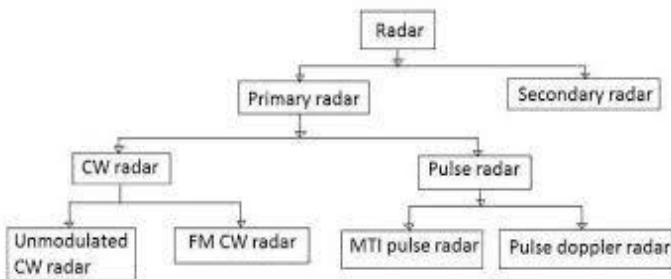 Radar
Primary radar
Secondary radar
CW radar
Pulse radar
Unmodulated
CW radar
FM CW radar
MTI pulse radar
Pulse doppler radar